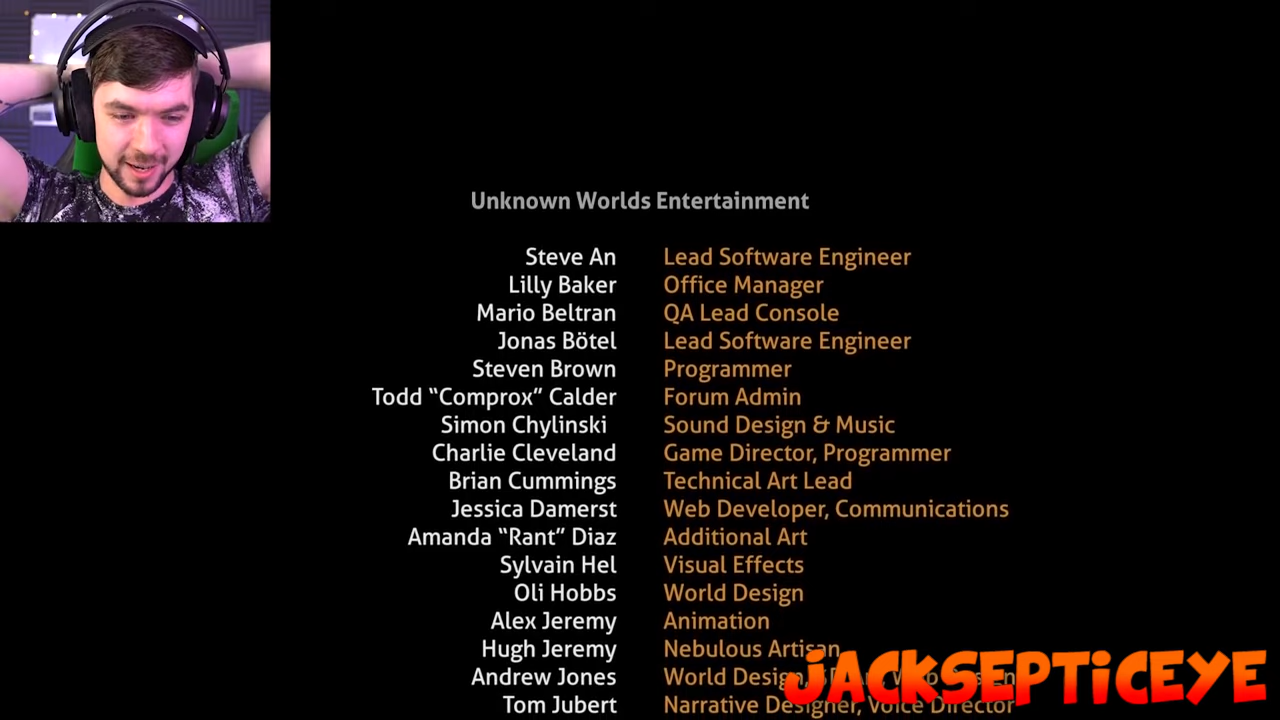 Unknown Worlds Entertainment
Steve An Lead Software Engineer
Lilly Baker Office Manager
Mario Beltran QA Lead Console
Jonas Bötel Lead Software Engineer
Steven Brown Programmer
Todd “Comprox” Calder Forum Admin
Simon Chylinski Sound Design & Music
Charlie Cleveland Game Director, Programmer
Brian Cummings Technical Art Lead
Jessica Damerst Web Developer, Communications
Amanda “Rant” Diaz Additional Art
Sylvain Hel Visual Effects
Oli Hobbs World Design
Alex Jeremy Animation
Hugh Jeremy Nebulous Artisan
Andrew Jones World Design,
Tom Jubert Narrative Designer, Voice Director
JACKSEPTiCEYE